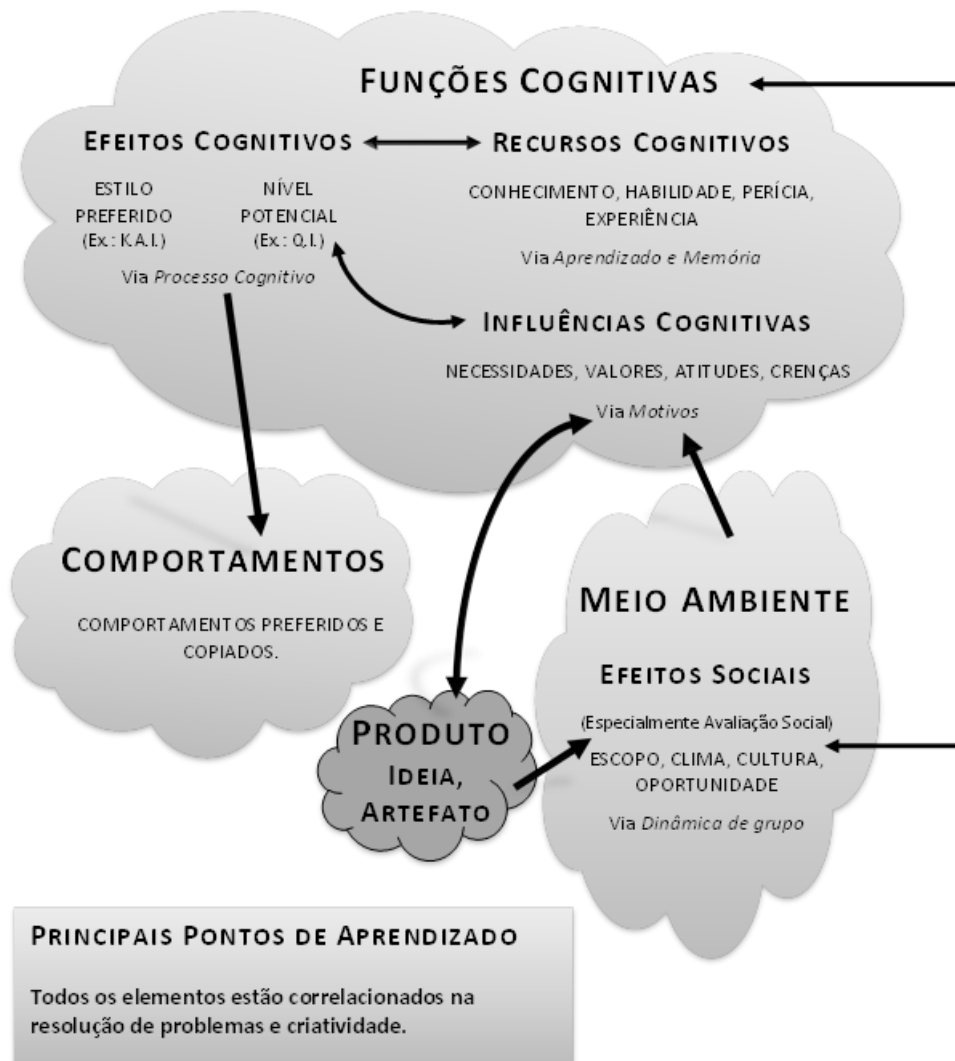 FUNÇÕES COGNITIVAS
EFEITOS COGNITIVOS
RECURSOS COGNITIVOS
ESTILO
PREFERIDO
(Ex.: K.A.I.)
NÍVEL
POTENCIAL
(Ex.: Q.I.)
Via Processo Cognitivo
CONHECIMENTO, HABILIDADE, PERÍCIA,
EXPERIÊNCIA
Via Aprendizado e Memória
INFLUÊNCIAS COGNITIVAS
NECESSIDADES, VALORES, ATITUDES, CRENÇAS
Via Motivos
COMPORTAMENTOS
COMPORTAMENTOS PREFERIDOS E
COPIADOS.
MEIO AMBIENTE
EFEITOS SOCIAIS
(Especialmente Avaliação Social)
ESCOPO, CLIMA, CULTURA,
OPORTUNIDADE
Via Dinâmica de grupo
PRODUTO
IDEIA,
ARTEFATO
PRINCIPAIS PONTOS DE APRENDIZADO
Todos os elementos estão correlacionados na
resolução de problemas e criatividade.